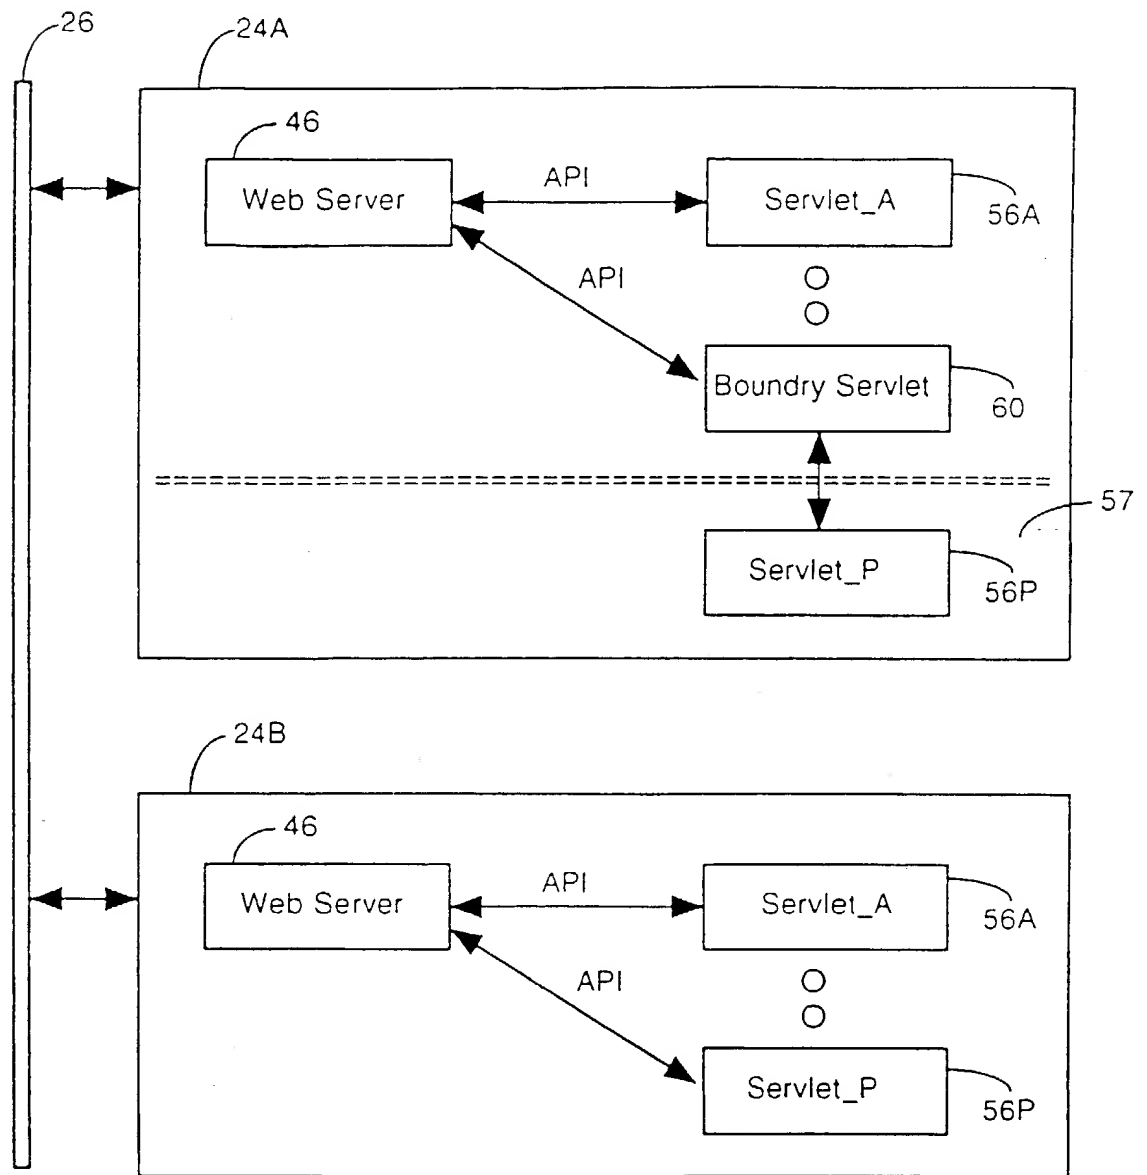 26
24A
46
Web Server
API
Servlet_A
56A
API
Boundry Servlet
60
57
Servlet_P
56P
24B
46
Web Server
API
Servlet_A
56A
API
Servlet_P
56P